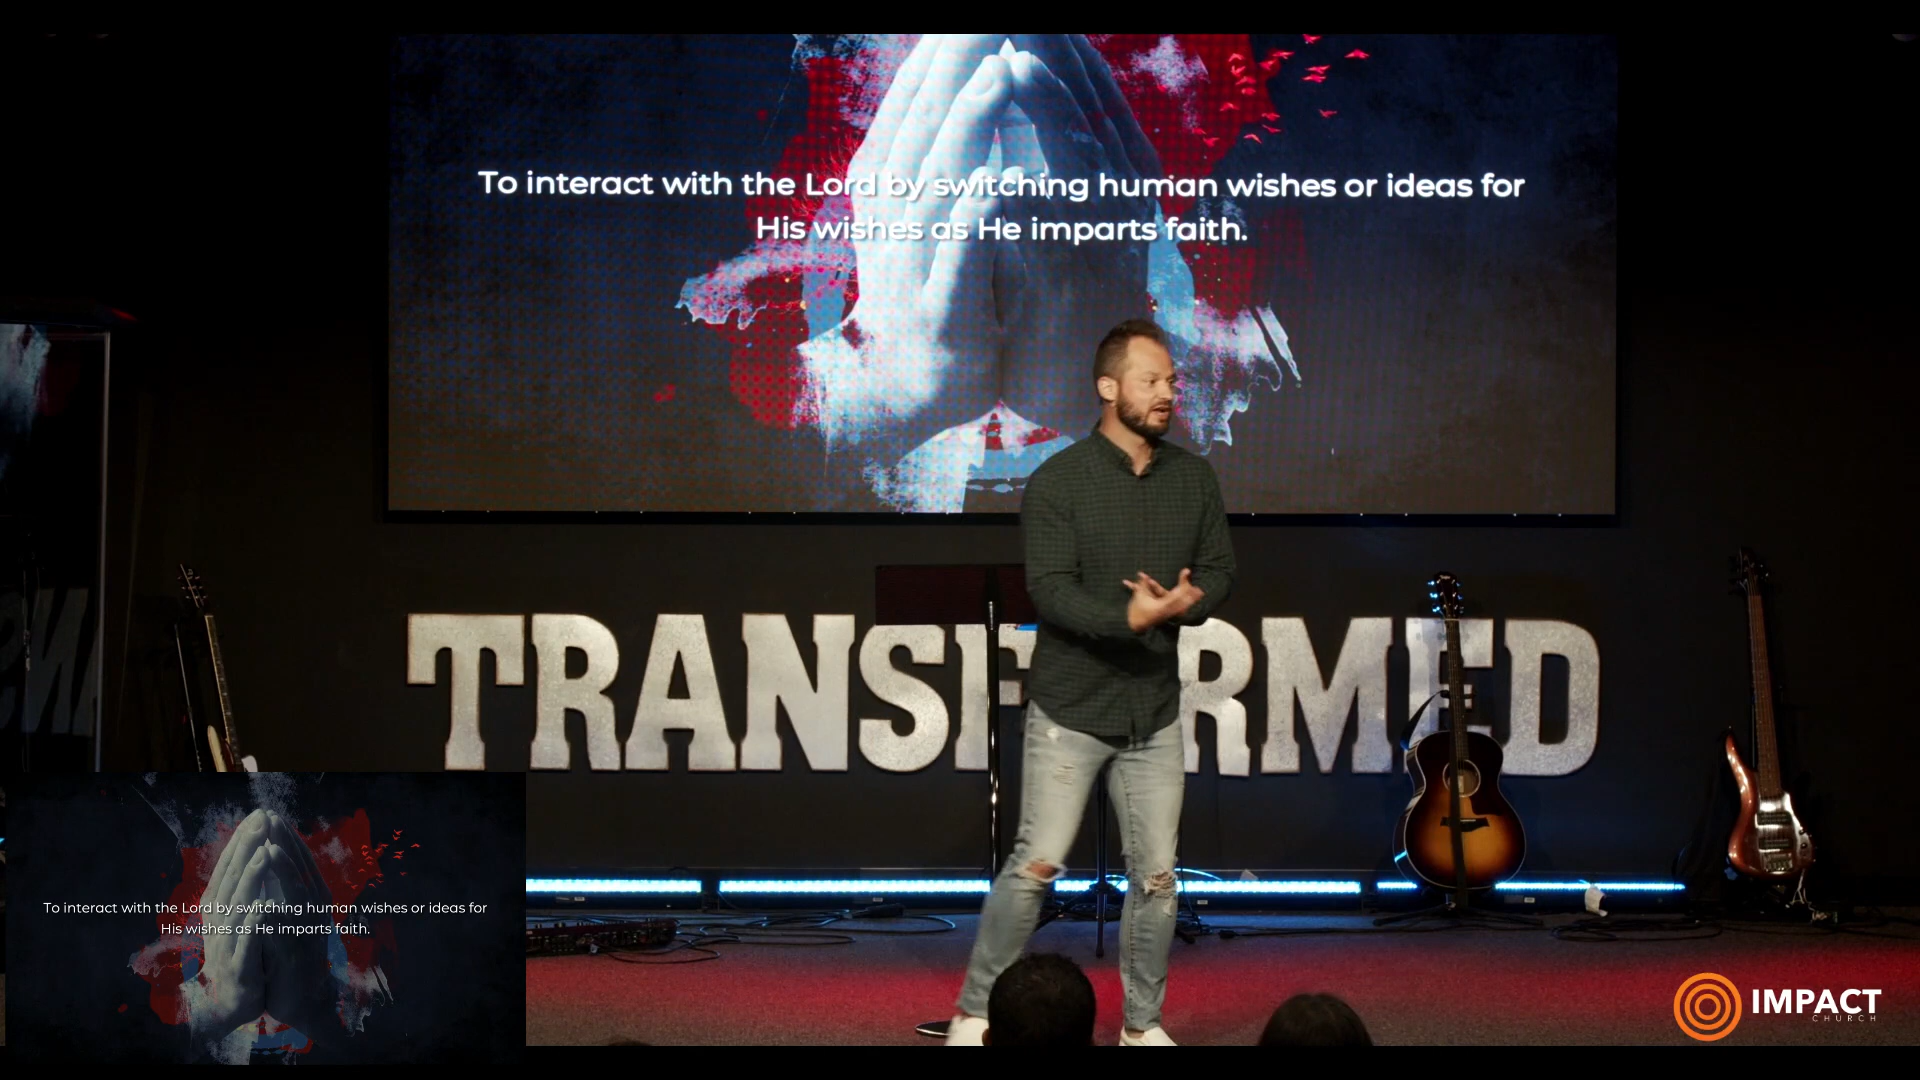 To interact with the Lord by switching human wishes or ideas for
His wishes as He imparts faith.
TRANSF RMED
To interact with the Lord by switching human wishes or ideas for
His wishes as He imparts faith.
IMPACT
CHURCH